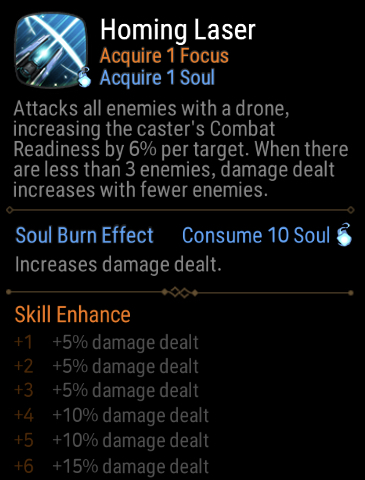 Homing Laser
Acquire 1 Focus
Acquire 1 Soul
Attacks all enemies with a drone,
increasing the caster's Combat
Readiness by 6% per target. When there
are less than 3 enemies, damage dealt
increases with fewer enemies.
Soul Burn Effect Consume 10 Soul
Increases damage dealt.
Skill Enhance
+1 +5% damage dealt
+2 +5% damage dealt
+3 +5% damage dealt
+4 +10% damage dealt
+5 +10% damage dealt
+6 +15% damage dealt